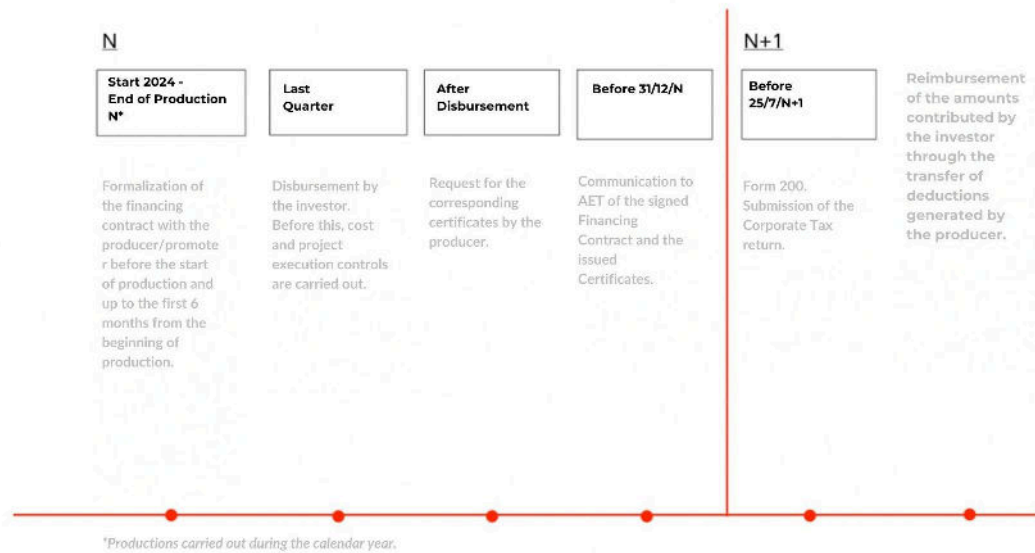 N
Start 2024 -
End of Production
N*
Formalization of
the financing
contract with the
producer/promote
r before the start
of production and
up to the first 6
months from the
beginning of
production.
Last
Quarter
Disbursement by
the investor.
Before this, cost
and project
execution controls
are carried out.
After
Disbursement
Request for the
corresponding
certificates by the
producer.
Before 31/12/N
Communication to
AET of the signed
Financing
Contract and the
issued
Certificates.
N+1
Before
25/7/N+1
Form 200.
Submission of the
Corporate Tax
return.
Reimbursement
of the amounts
contributed by
the investor
through the
transfer of
deductions
generated by
the producer.
*Productions carried out during the calendar year.